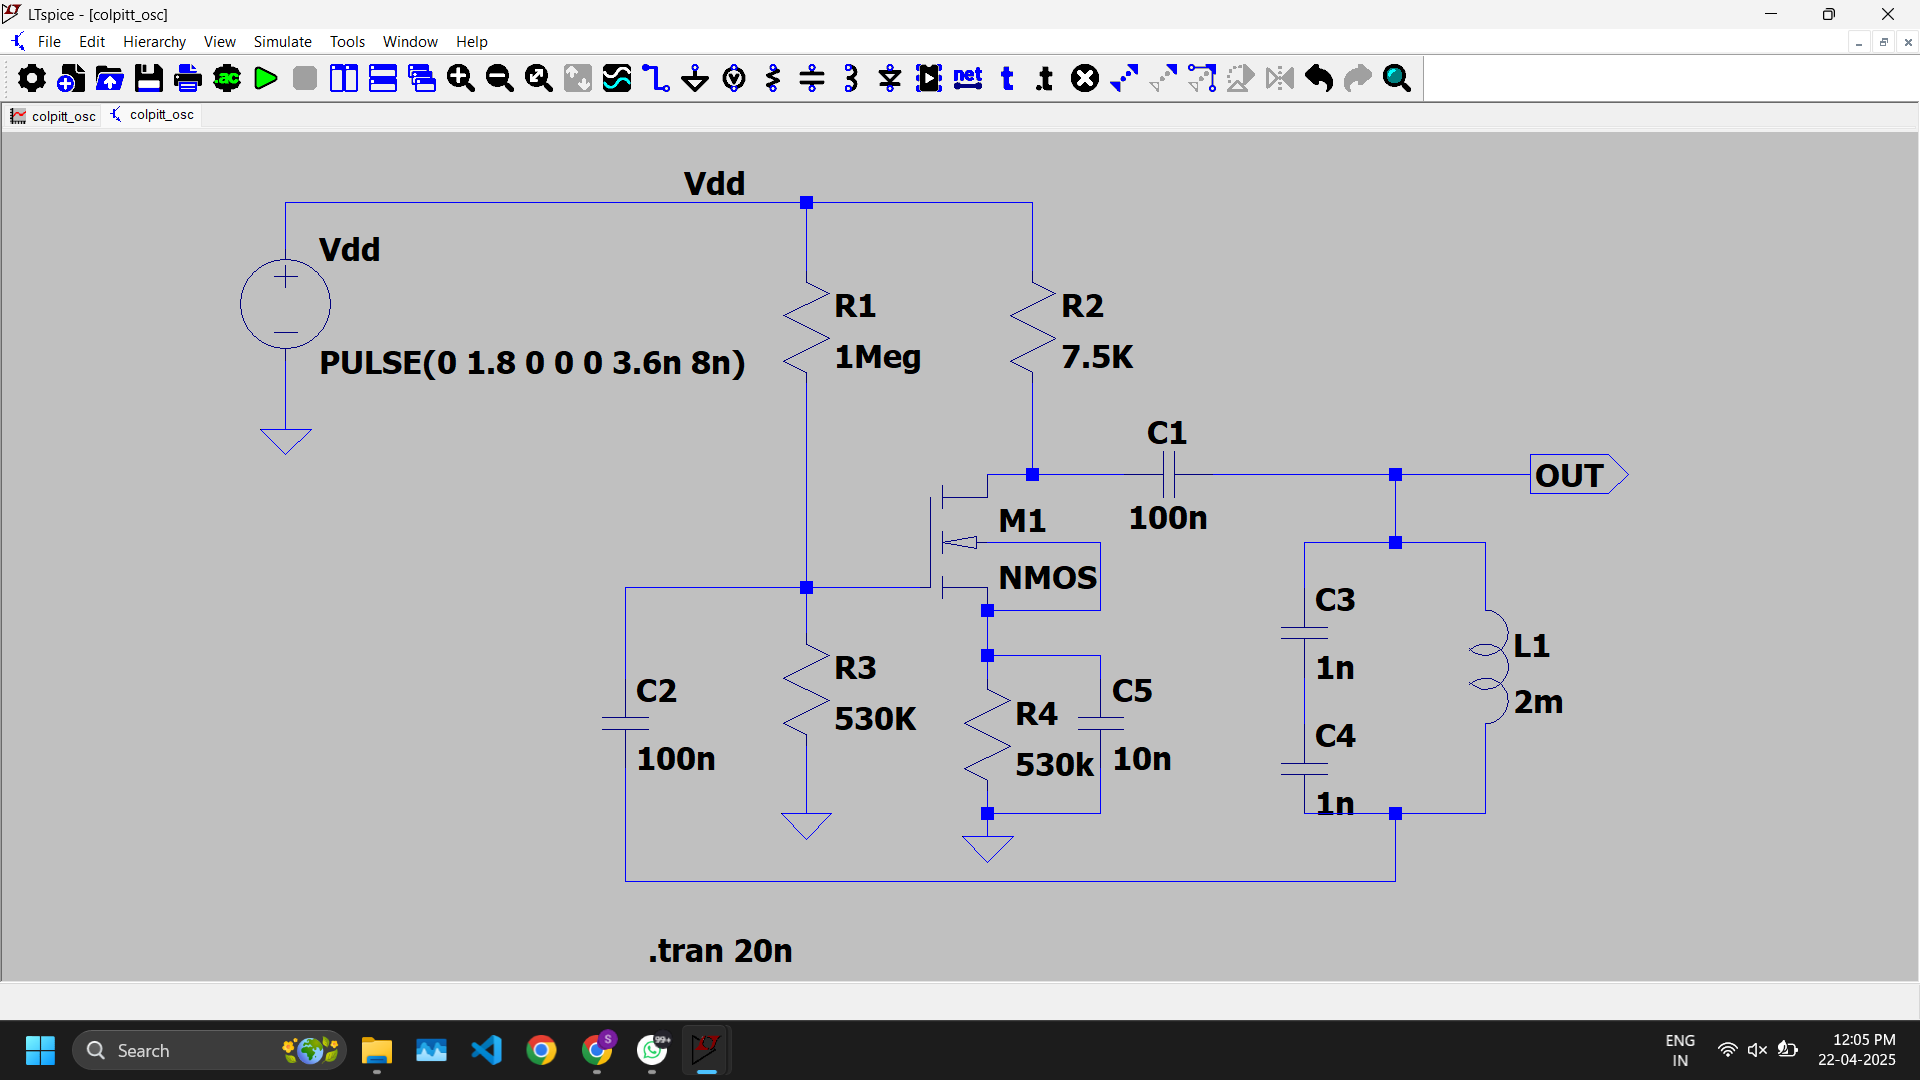 LTspice - [colpitt_osc]
File Edit Hierarchy View Simulate Tools Window Help
.ac net t .t
colpitt_osc colpitt_osc
Vdd
Vdd
PULSE(0 1.8 0 0 0 3.6n 8n)
R1
1Meg
R2
7.5K
C1
100n
OUT
M1
NMOS
C3
1n
L1
2m
C4
1n
C2
100n
R3
530K
R4
530k
C5
10n
.tran 20n
Search
S
99+
ENG
IN
12:05 PM
22-04-2025